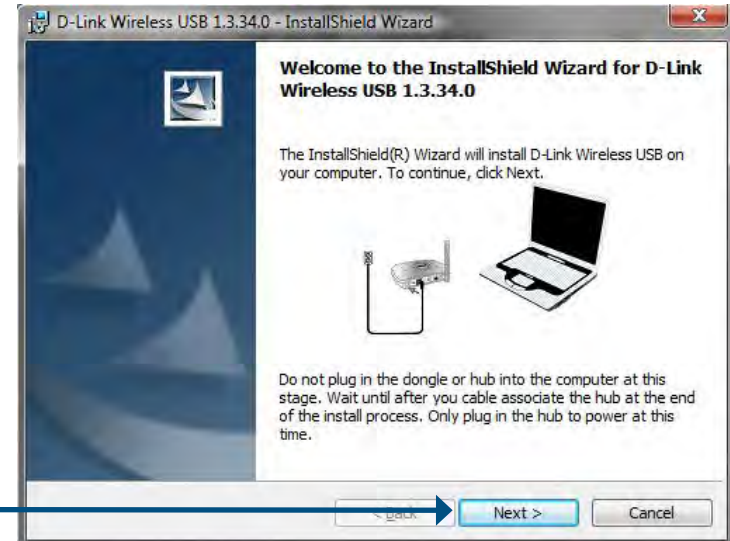 D-Link Wireless USB 1.3.34.0 - InstallShield Wizard
Welcome to the InstallShield Wizard for D-Link
Wireless USB 1.3.34.0
The InstallShield(R) Wizard will install D-Link Wireless USB on
your computer. To continue, click Next.
Do not plug in the dongle or hub into the computer at this
stage. Wait until after you cable associate the hub at the end
of the install process. Only plug in the hub to power at this
time.
< Back
Next >
Cancel